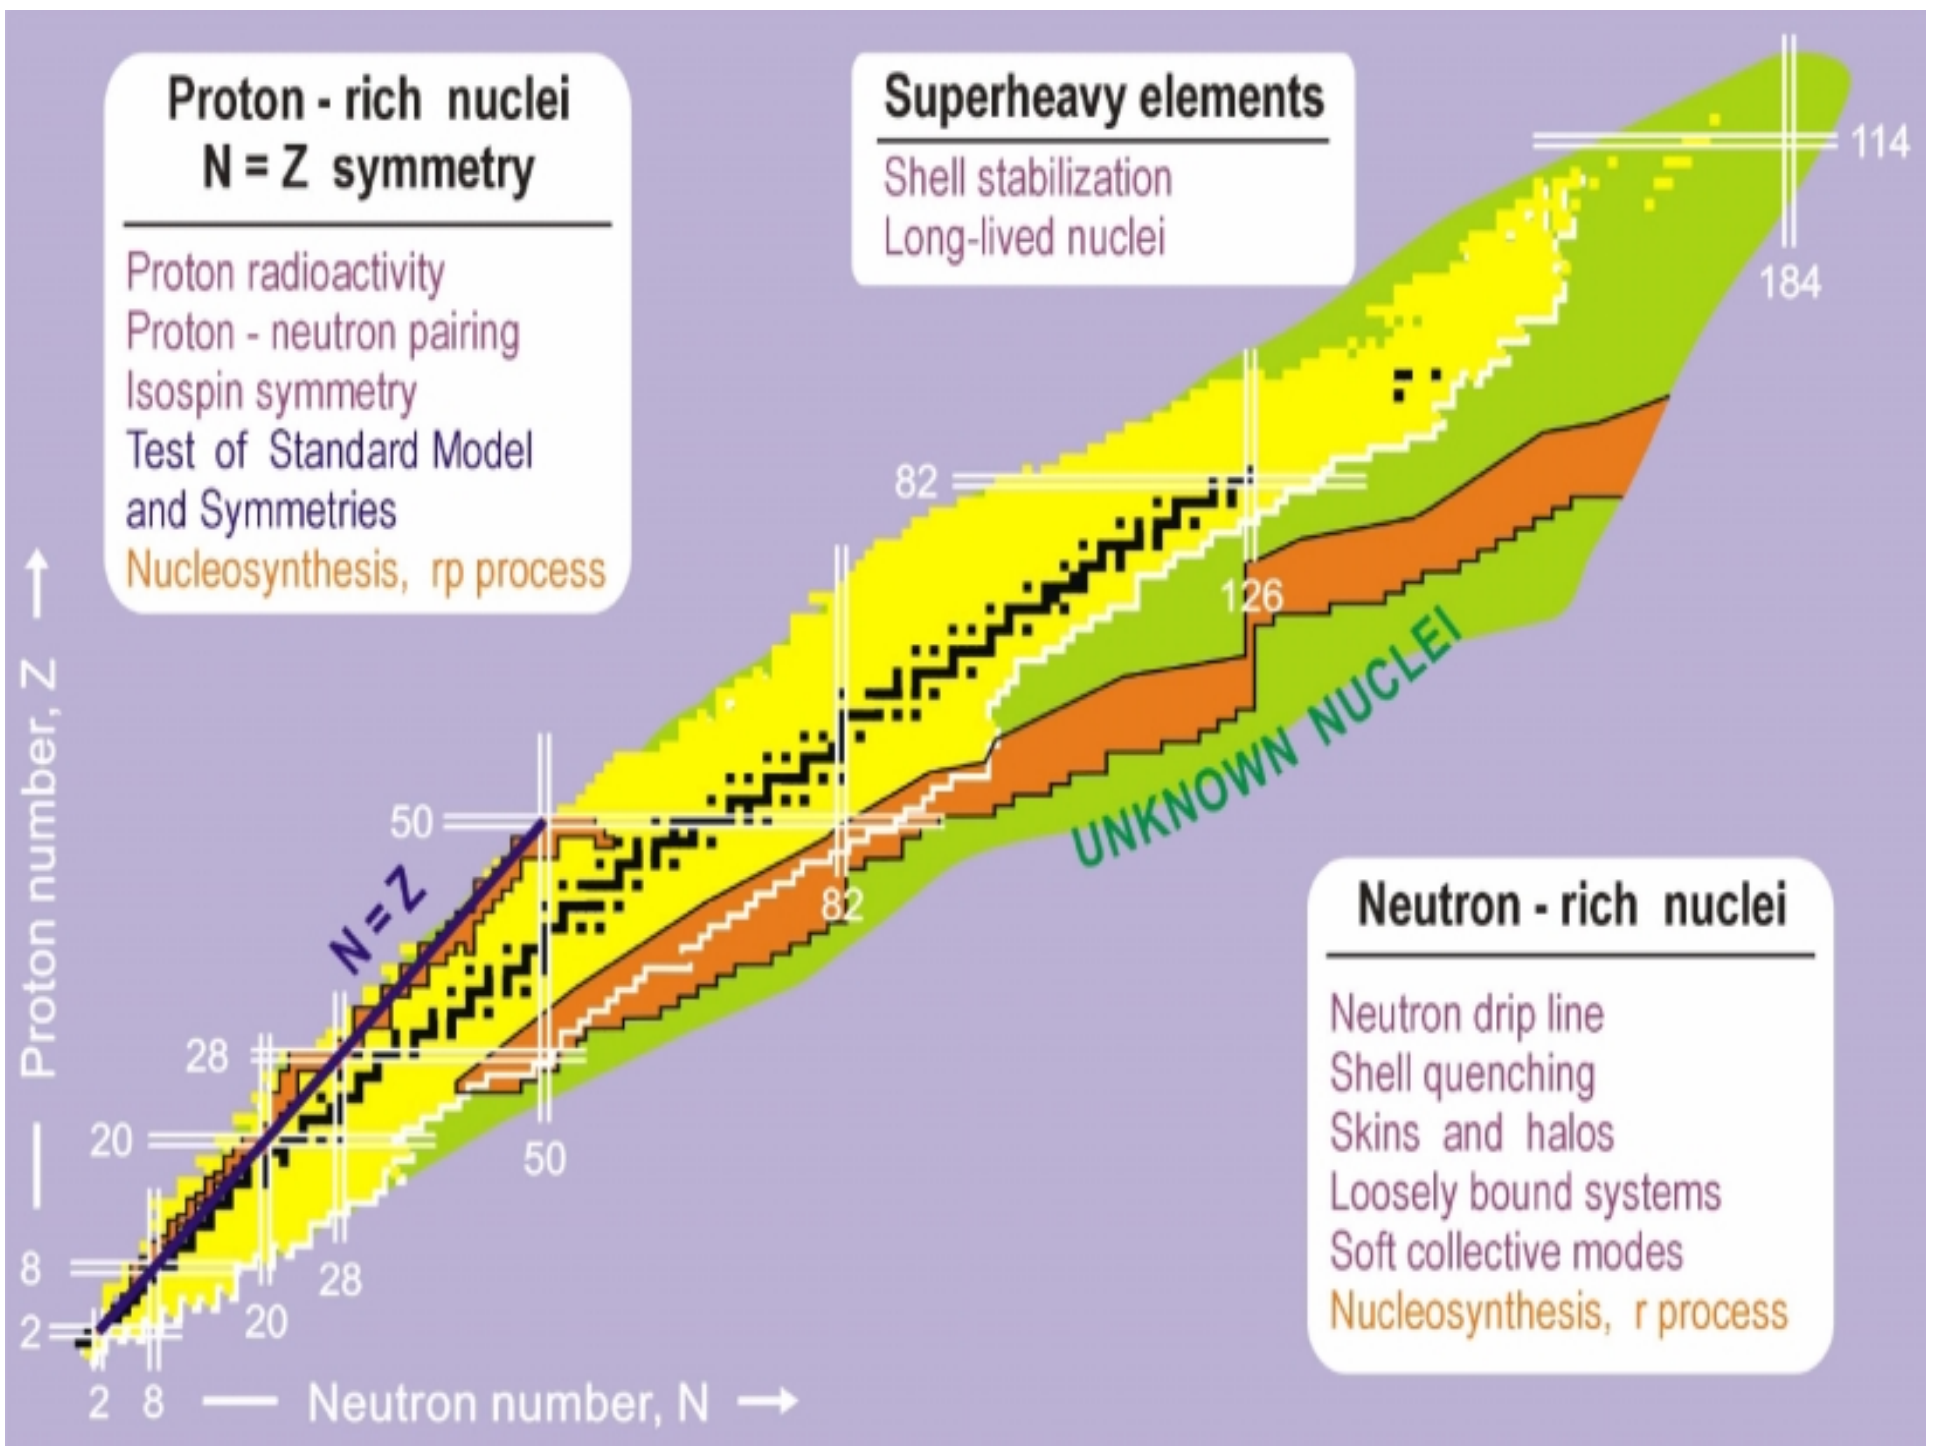 Proton - rich nuclei
N = Z symmetry
Proton radioactivity
Proton - neutron pairing
Isospin symmetry
Test of Standard Model
and Symmetries
Nucleosynthesis, rp process
Superheavy elements
Shell stabilization
Long-lived nuclei
114
184
82
126
50
82
N = Z
UNKNOWN NUCLEI
28
50
20
28
8
20
2
2
8
Proton number, Z
Neutron number, N
Neutron - rich nuclei
Neutron drip line
Shell quenching
Skins and halos
Loosely bound systems
Soft collective modes
Nucleosynthesis, r process